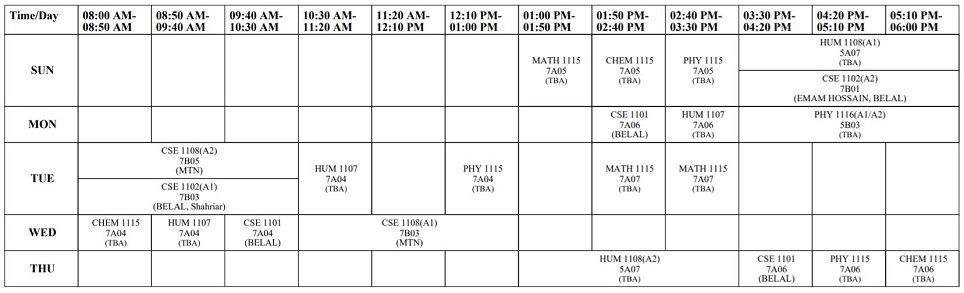 Time/Day
08:00 AM-
08:50 AM
08:50 AM-
09:40 AM
09:40 AM-
10:30 AM
10:30 AM-
11:20 AM
11:20 AM-
12:10 PM
12:10 PM-
01:00 PM
01:00 PM-
01:50 PM
01:50 PM-
02:40 PM
02:40 PM-
03:30 PM
03:30 PM-
04:20 PM
04:20 PM-
05:10 PM
05:10 PM-
06:00 PM
SUN
MATH 1115
7A05
(TBA)
CHEM 1115
7A05
(TBA)
PHY 1115
7A05
(TBA)
HUM 1108(A1)
5A07
(TBA)
CSE 1102(A2)
7B01
(EMAM HOSSAIN, BELAL)
MON
CSE 1101
7A06
(BELAL)
HUM 1107
7A06
(TBA)
PHY 1116(A1/A2)
5B03
(TBA)
TUE
CSE 1108(A2)
7B05
(MTN)
CSE 1102(A1)
7B03
(BELAL, Shahriar)
HUM 1107
7A04
(TBA)
PHY 1115
7A04
(TBA)
MATH 1115
7A07
(TBA)
MATH 1115
7A07
(TBA)
WED
CHEM 1115
7A04
(TBA)
HUM 1107
7A04
(TBA)
CSE 1101
7A04
(BELAL)
CSE 1108(A1)
7B03
(MTN)
THU
HUM 1108(A2)
5A07
(TBA)
CSE 1101
7A06
(BELAL)
PHY 1115
7A06
(TBA)
CHEM 1115
7A06
(TBA)